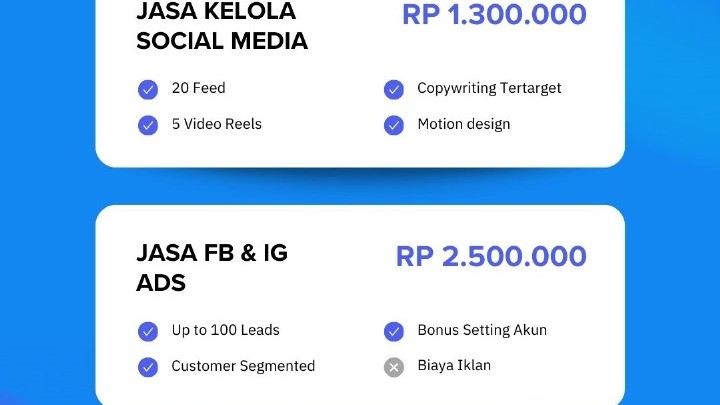 JASA KELOLA
SOCIAL MEDIA
RP 1.300.000
20 Feed
Copywriting Tertarget
5 Video Reels
Motion design
JASA FB & IG
ADS
RP 2.500.000
Up to 100 Leads
Bonus Setting Akun
Customer Segmented
Biaya Iklan